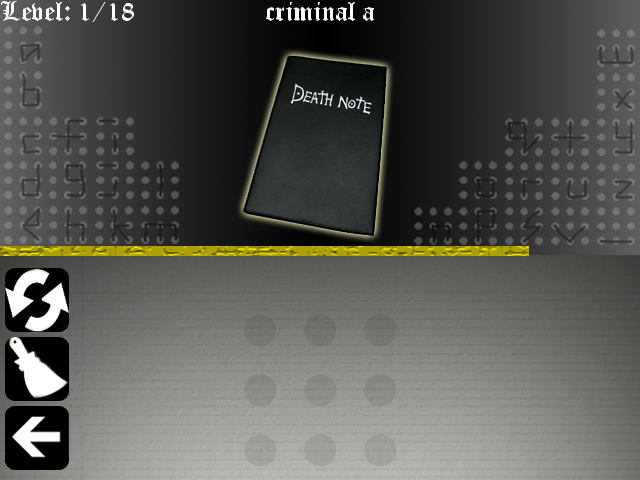 Level: 1/18
criminal a
DEATH NOTE
a
b
c f i
d g j l
e h k m
w
x
q t y
o r u z
n p s v